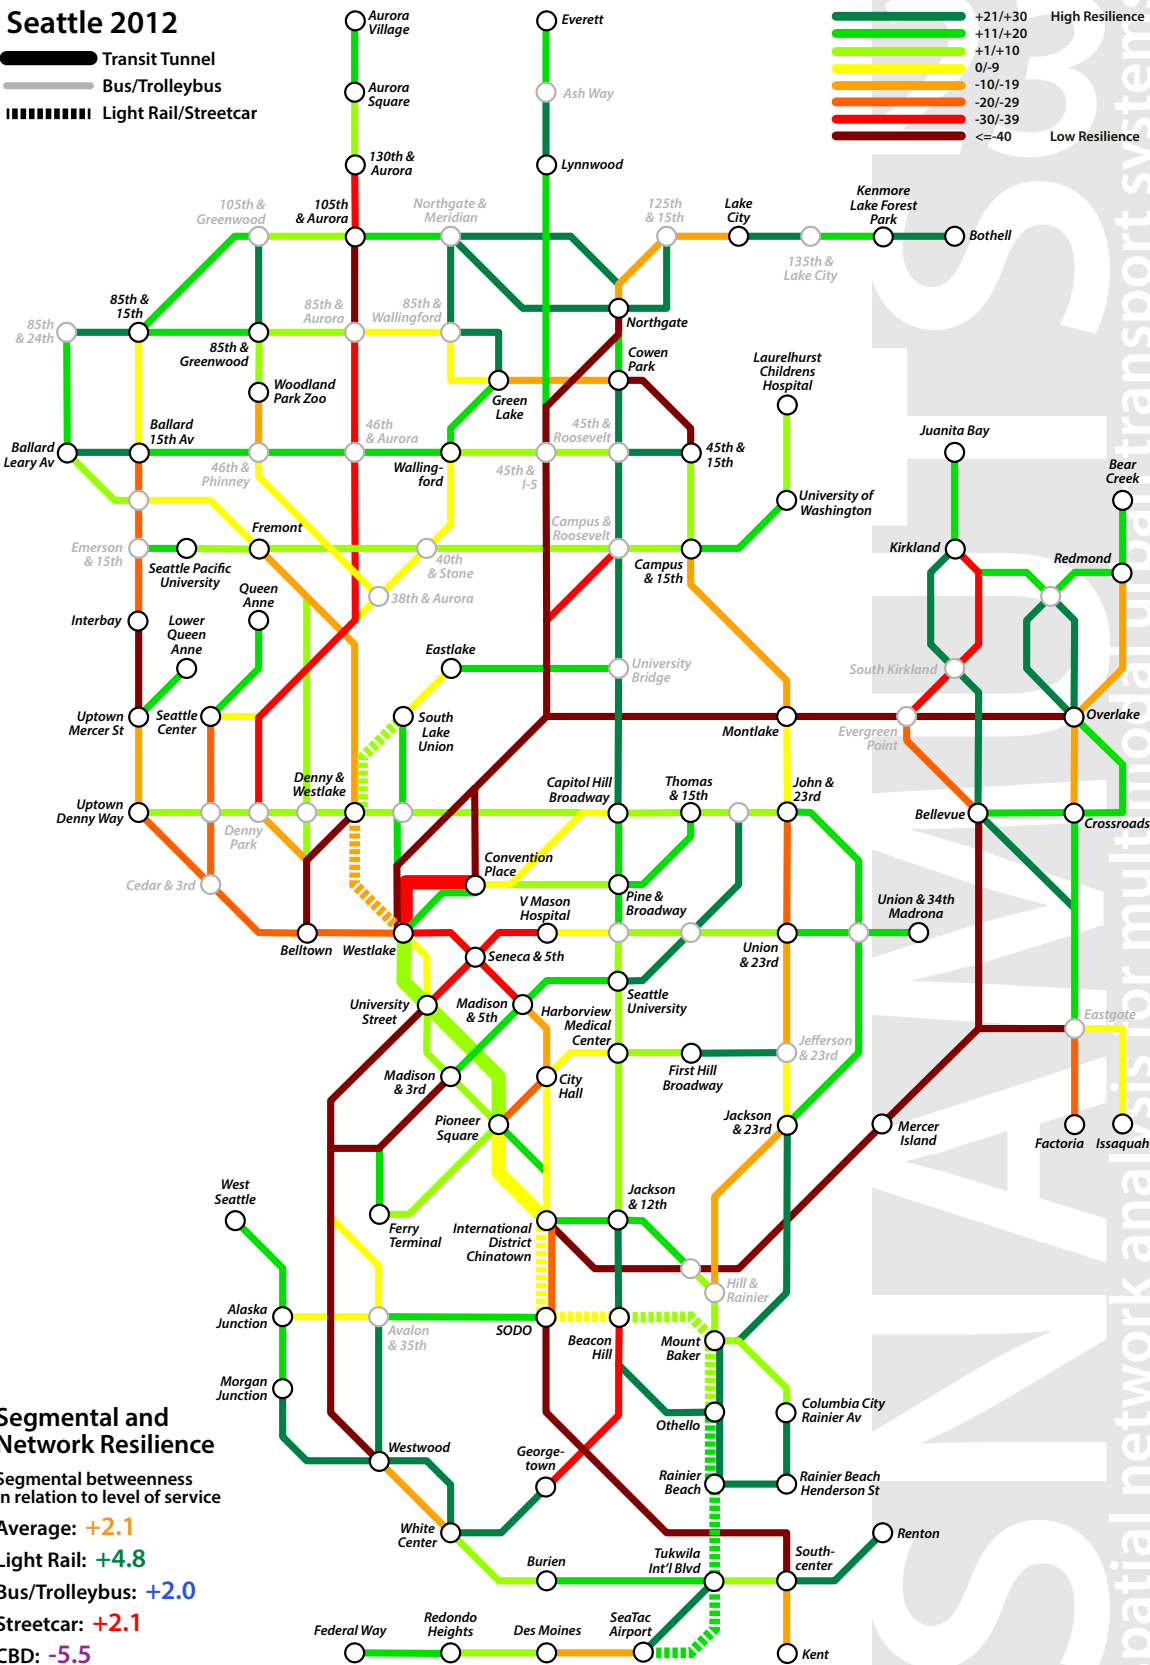 Seattle 2012
Transit Tunnel
Bus/Trolleybus
Light Rail/Streetcar
+21/+30 High Resilience
+11/+20
+1/+10
0/-9
-10/-19
-20/-29
-30/-39
<=-40 Low Resilience
Aurora
Village
Everett
Aurora
Square
Ash Way
130th &
Aurora
Lynnwood
105th &
Greenwood
105th
& Aurora
Northgate &
Meridian
125th
& 15th
Lake
City
Kenmore
Lake Forest
Park
Bothell
135th &
Lake City
85th
& 24th
85th &
15th
85th &
Greenwood
85th &
Aurora
85th &
Wallingford
Northgate
Woodland
Park Zoo
Green
Lake
Cowen
Park
Laurelhurst
Childrens
Hospital
Ballard
Leary Av
Ballard
15th Av
46th &
Phinney
46th
& Aurora
Walling-
ford
45th &
I-5
45th &
Roosevelt
45th &
15th
Juanita Bay
Bear
Creek
University of
Washington
Emerson
& 15th
Seattle Pacific
University
Fremont
40th
& Stone
Campus &
Roosevelt
Campus
& 15th
Kirkland
Redmond
Queen
Anne
38th & Aurora
Interbay
Lower
Queen
Anne
Eastlake
University
Bridge
South Kirkland
Uptown
Mercer St
Seattle
Center
South
Lake
Union
Montlake
Evergreen
Point
Overlake
Uptown
Denny Way
Denny
Park
Denny &
Westlake
Capitol Hill
Broadway
Thomas
& 15th
John &
23rd
Bellevue
Crossroads
Cedar & 3rd
Convention
Place
Pine &
Broadway
V Mason
Hospital
Union & 34th
Madrona
Belltown
Westlake
Seneca & 5th
Union
& 23rd
University
Street
Madison
& 5th
Seattle
University
Harborview
Medical
Center
Jefferson
& 23rd
Eastgate
Madison
& 3rd
City
Hall
First Hill
Broadway
Pioneer
Square
Jackson
& 23rd
Mercer
Island
Factoria
Issaquah
West
Seattle
Ferry
Terminal
International
District
Chinatown
Jackson
& 12th
Hill &
Rainier
Alaska
Junction
Avalon
& 35th
SODO
Beacon
Hill
Mount
Baker
Morgan
Junction
Othello
Columbia City
Rainier Av
Westwood
George-
town
Rainier
Beach
Rainier Beach
Henderson St
White
Center
Renton
Burien
Tukwila
Int'l Blvd
South-
center
Federal Way
Redondo
Heights
Des Moines
SeaTac
Airport
Kent
Segmental and
Network Resilience
Segmental betweenness
in relation to level of service
Average: +2.1
Light Rail: +4.8
Bus/Trolleybus: +2.0
Streetcar: +2.1
CBD: -5.5
SNAMUTS
spatial network analysis for multimodal urban transport systems